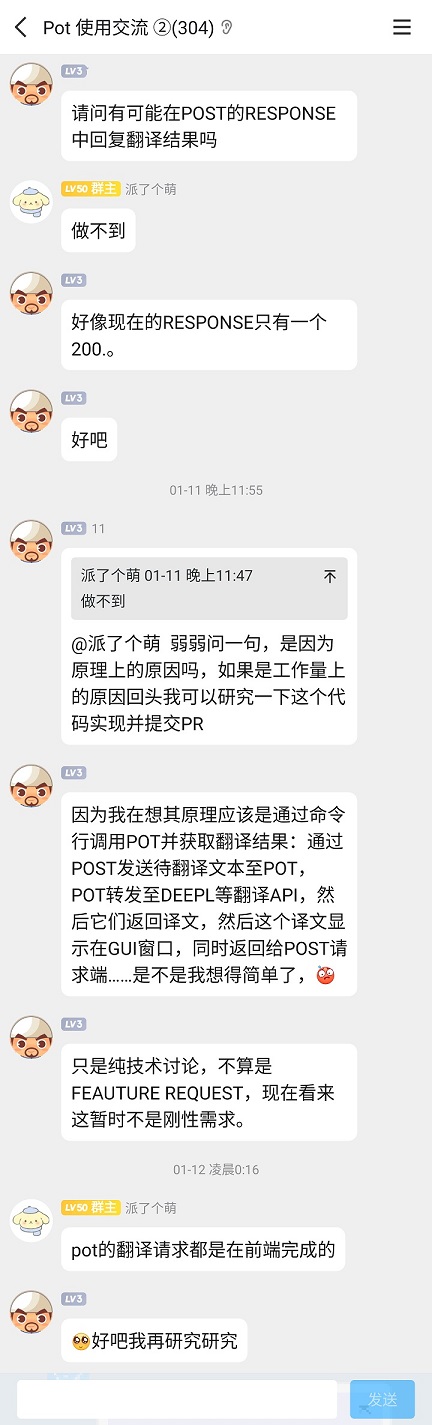 Pot 使用交流 ②(304)
LV3
请问有可能在POST的RESPONSE
中回复翻译结果吗
LV50 群主 派了个萌
做不到
LV3
好像现在的RESPONSE只有一个
200.。
LV3
好吧
01-11 晚上11:55
LV3 11
派了个萌 01-11 晚上11:47
做不到
@派了个萌 弱弱问一句，是因为
原理上的原因吗，如果是工作量上
的原因回头我可以研究一下这个代
码实现并提交PR
LV3
因为我在想其原理应该是通过命令
行调用POT并获取翻译结果：通过
POST发送待翻译文本至POT，
POT转发至DEEPL等翻译API，然
后它们返回译文，然后这个译文显
示在GUI窗口，同时返回给POST请
求端……是不是我想得简单了，
LV3
只是纯技术讨论，不算是
FEAUTURE REQUEST，现在看来
这暂时不是刚性需求。
01-12 凌晨0:16
LV50 群主 派了个萌
pot的翻译请求都是在前端完成的
LV3
🥺好吧我再研究研究
发送